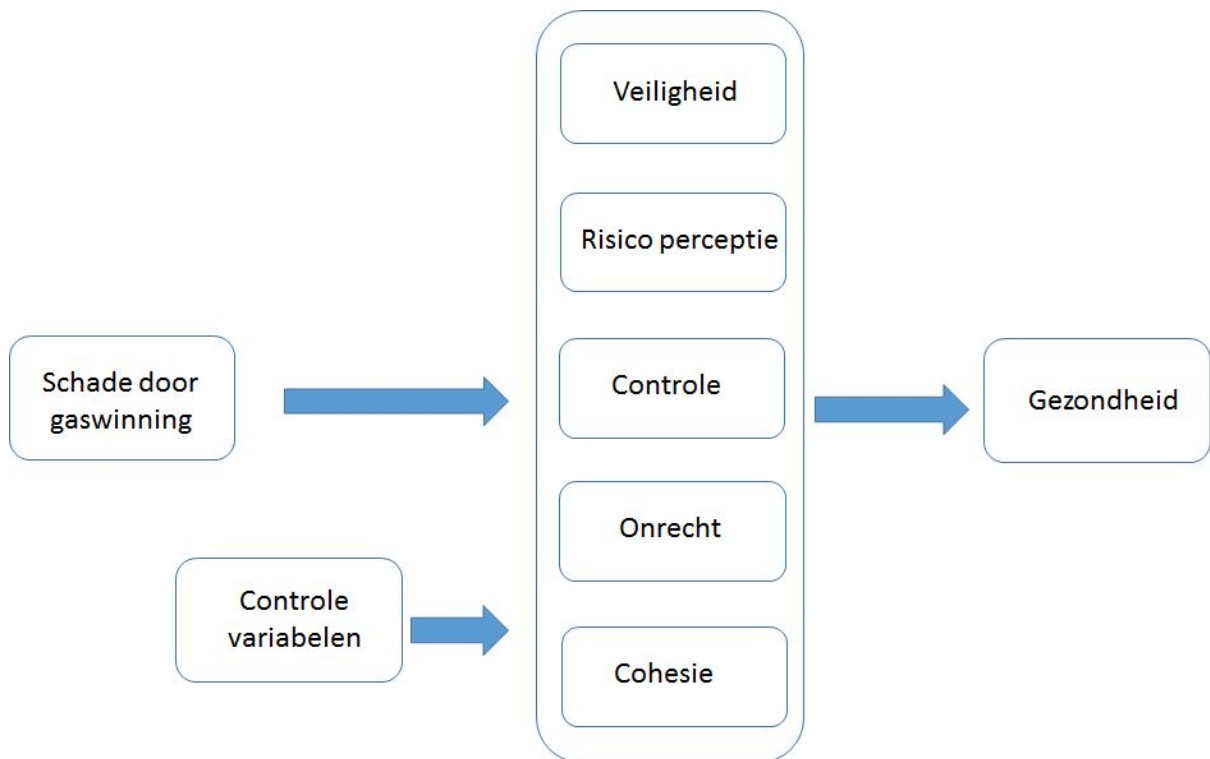 Veiligheid
Risico perceptie
Schade door
gaswinning
Controle
Gezondheid
Onrecht
Controle
variabelen
Cohesie